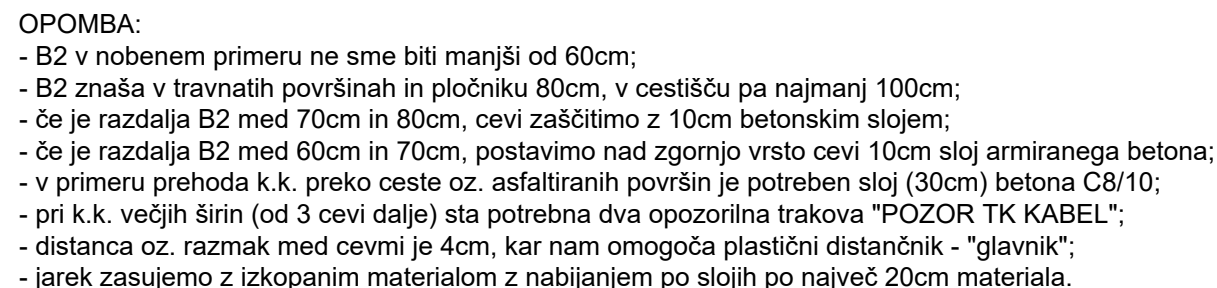 OPOMBA:
- B2 v nobenem primeru ne sme biti manjši od 60cm;
- B2 znaša v travnatih površinah in pločniku 80cm, v cestišču pa najmanj 100cm;
- če je razdalja B2 med 70cm in 80cm, cevi zaščitimo z 10cm betonskim slojem;
- če je razdalja B2 med 60cm in 70cm, postavimo nad zgornjo vrsto cevi 10cm sloj armiranega betona;
- v primeru prehoda k.k. preko ceste oz. asfaltiranih površin je potreben sloj (30cm) betona C8/10;
- pri k.k. večjih širin (od 3 cevi dalje) sta potrebna dva opozorilna trakova "POZOR TK KABEL";
- distanca oz. razmak med cevmi je 4cm, kar nam omogoča plastični distančnik - "glavnik";
- jarek zasujemo z izkopanim materialom z nabijanjem po slojih po največ 20cm materiala.